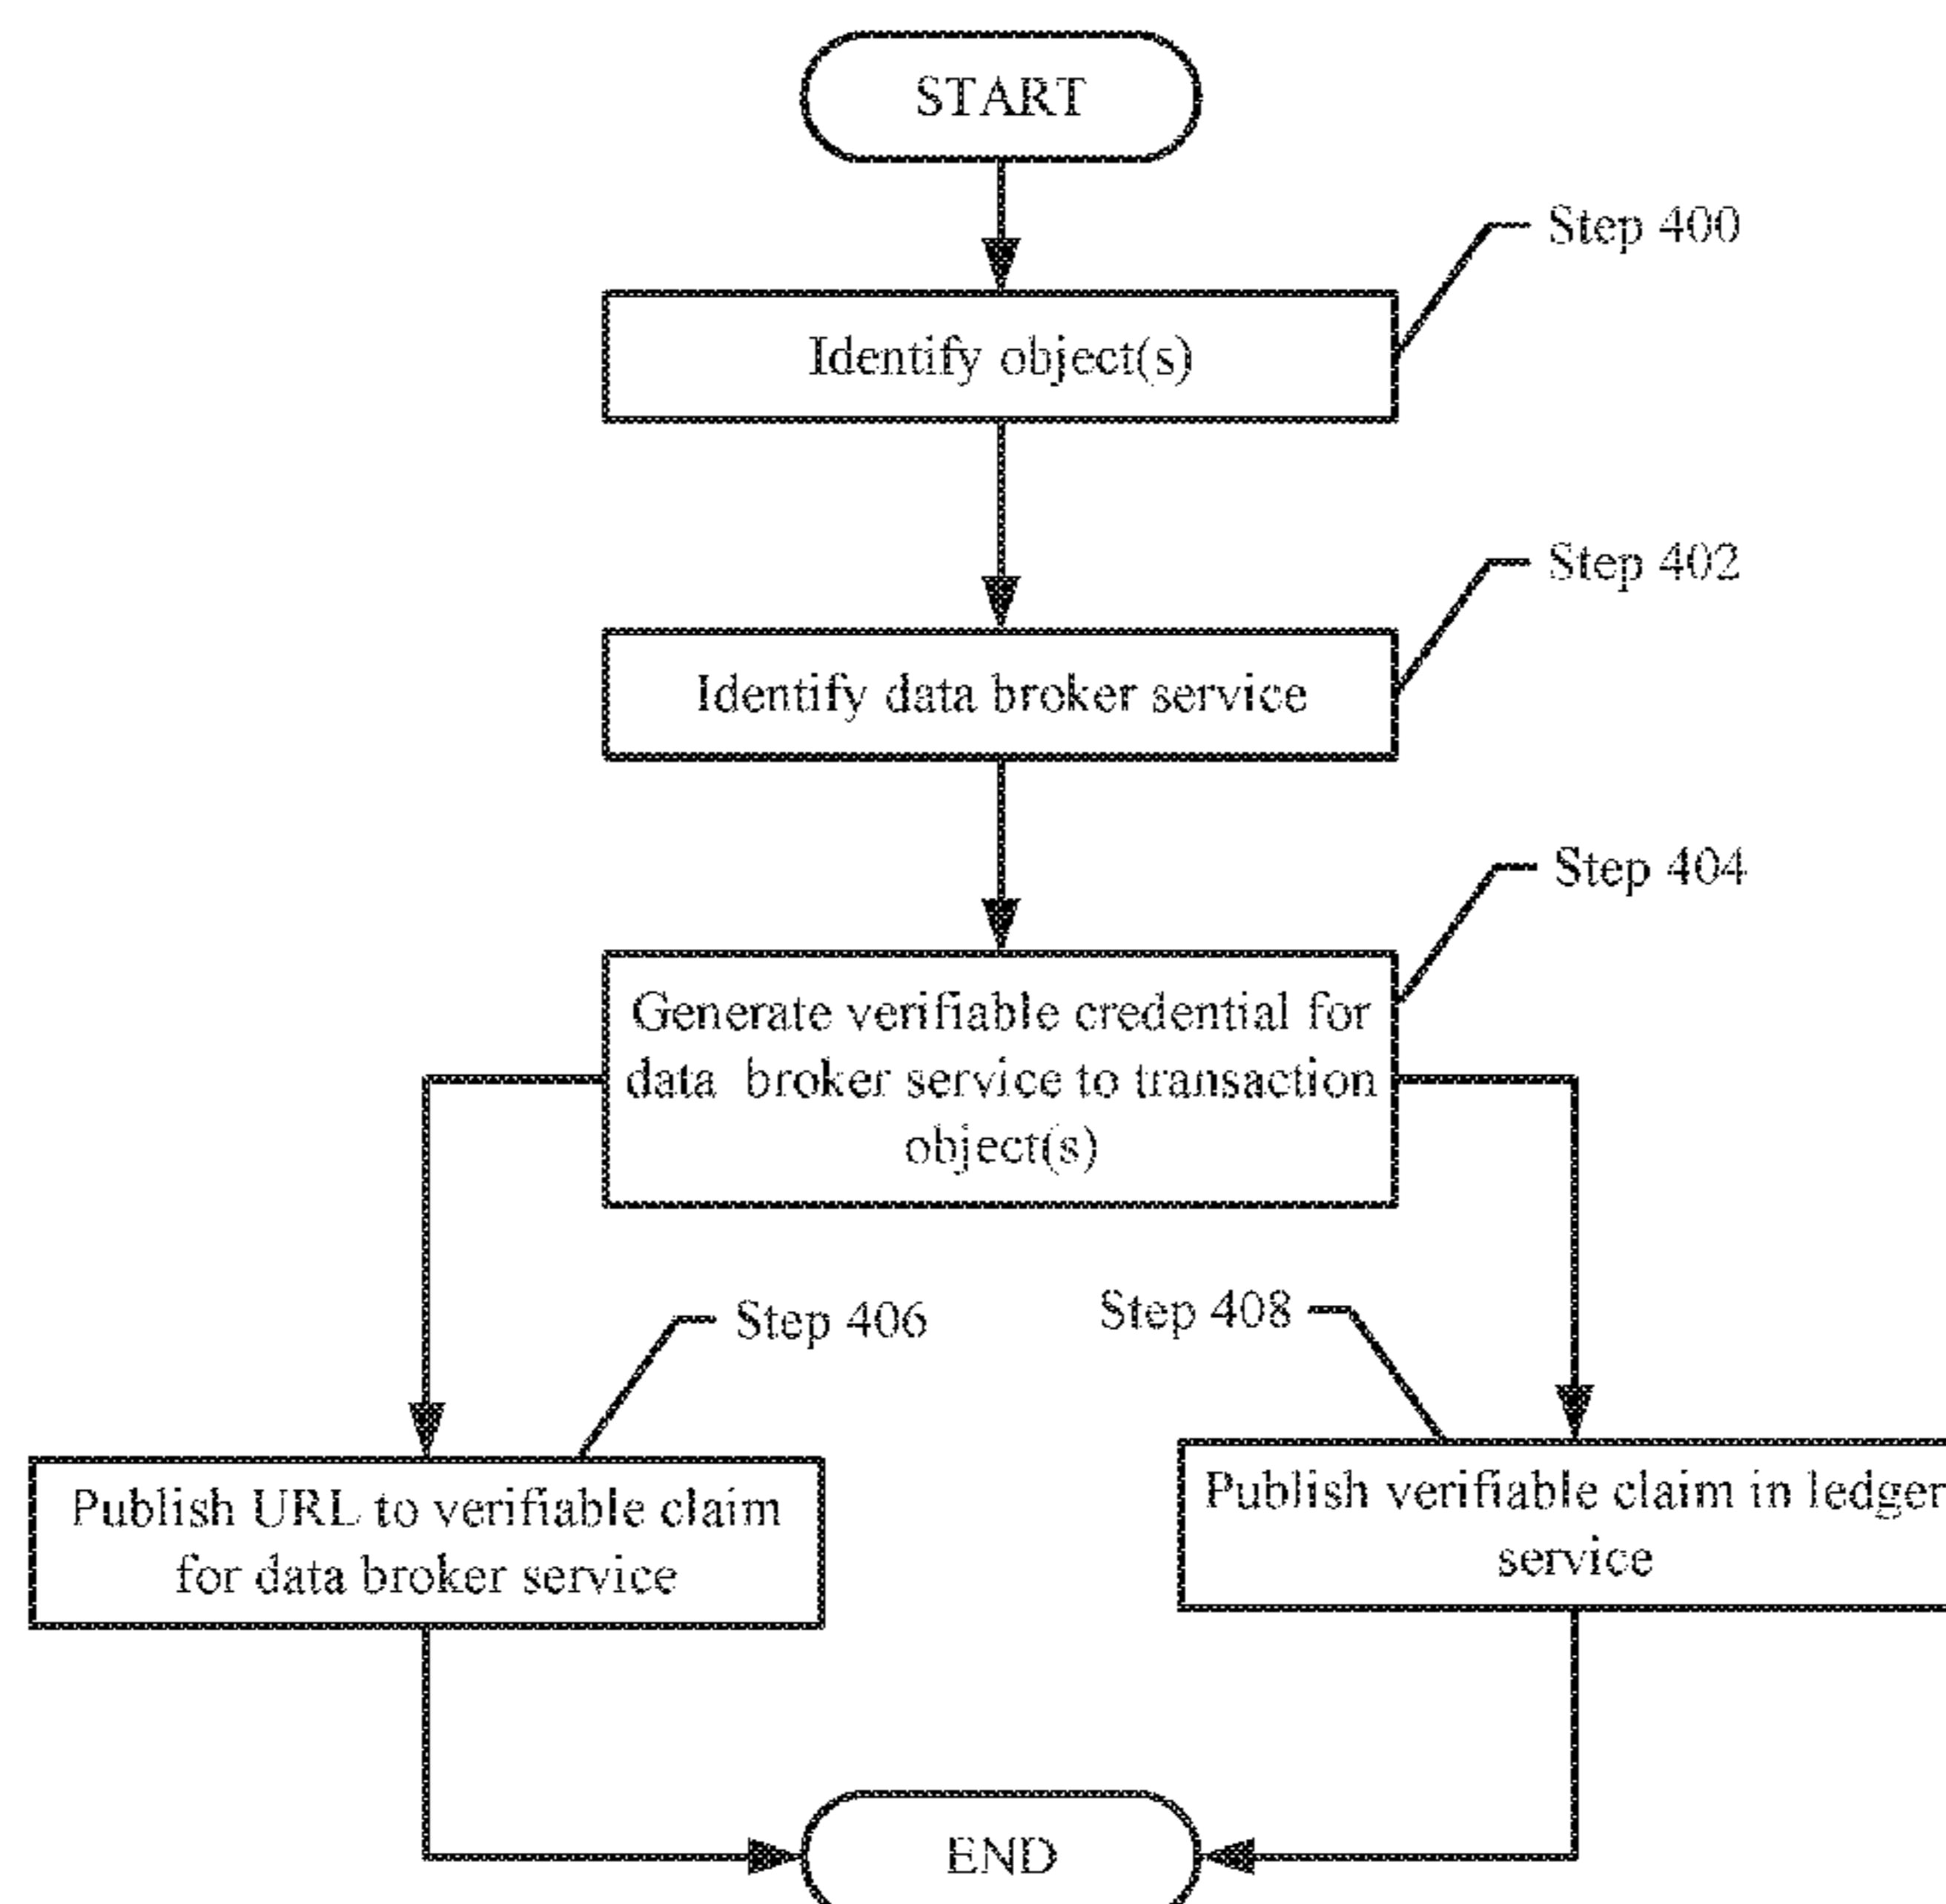 START
Step 400
Identify object(s)
Step 402
Identify data broker service
Step 404
Generate verifiable credential for
data broker service to transaction
object(s)
Step 406
Step 408
Publish URL to verifiable claim
for data broker service
Publish verifiable claim in ledger
service
END